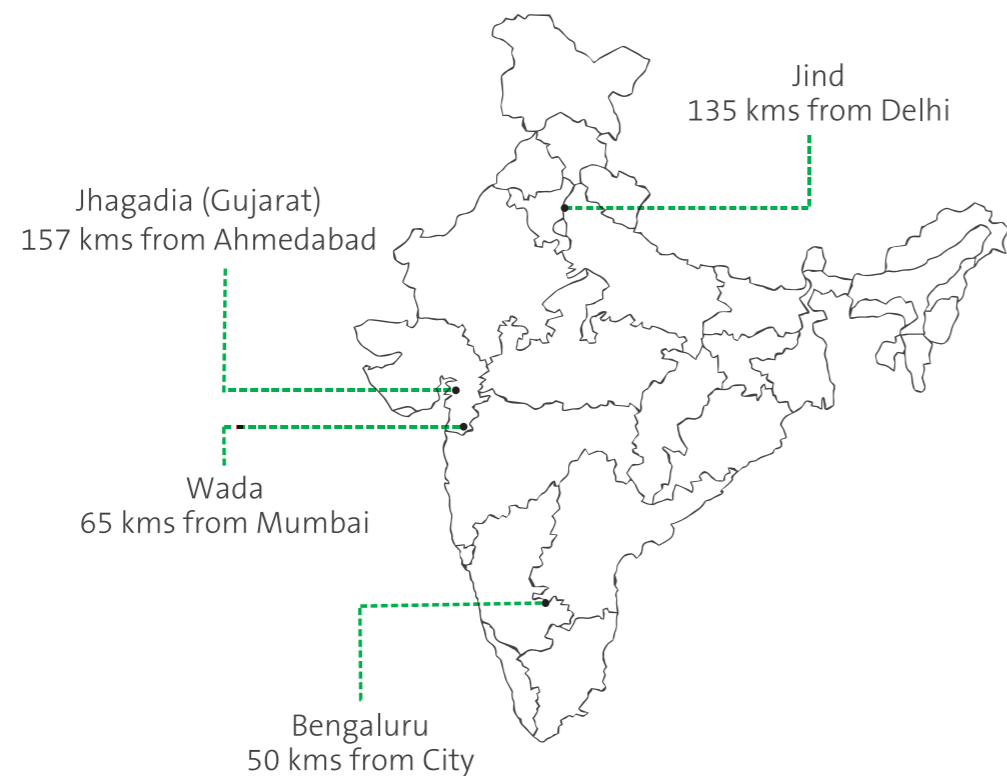 Jind
135 kms from Delhi
Jhagadia (Gujarat)
157 kms from Ahmedabad
Wada
65 kms from Mumbai
Bengaluru
50 kms from City